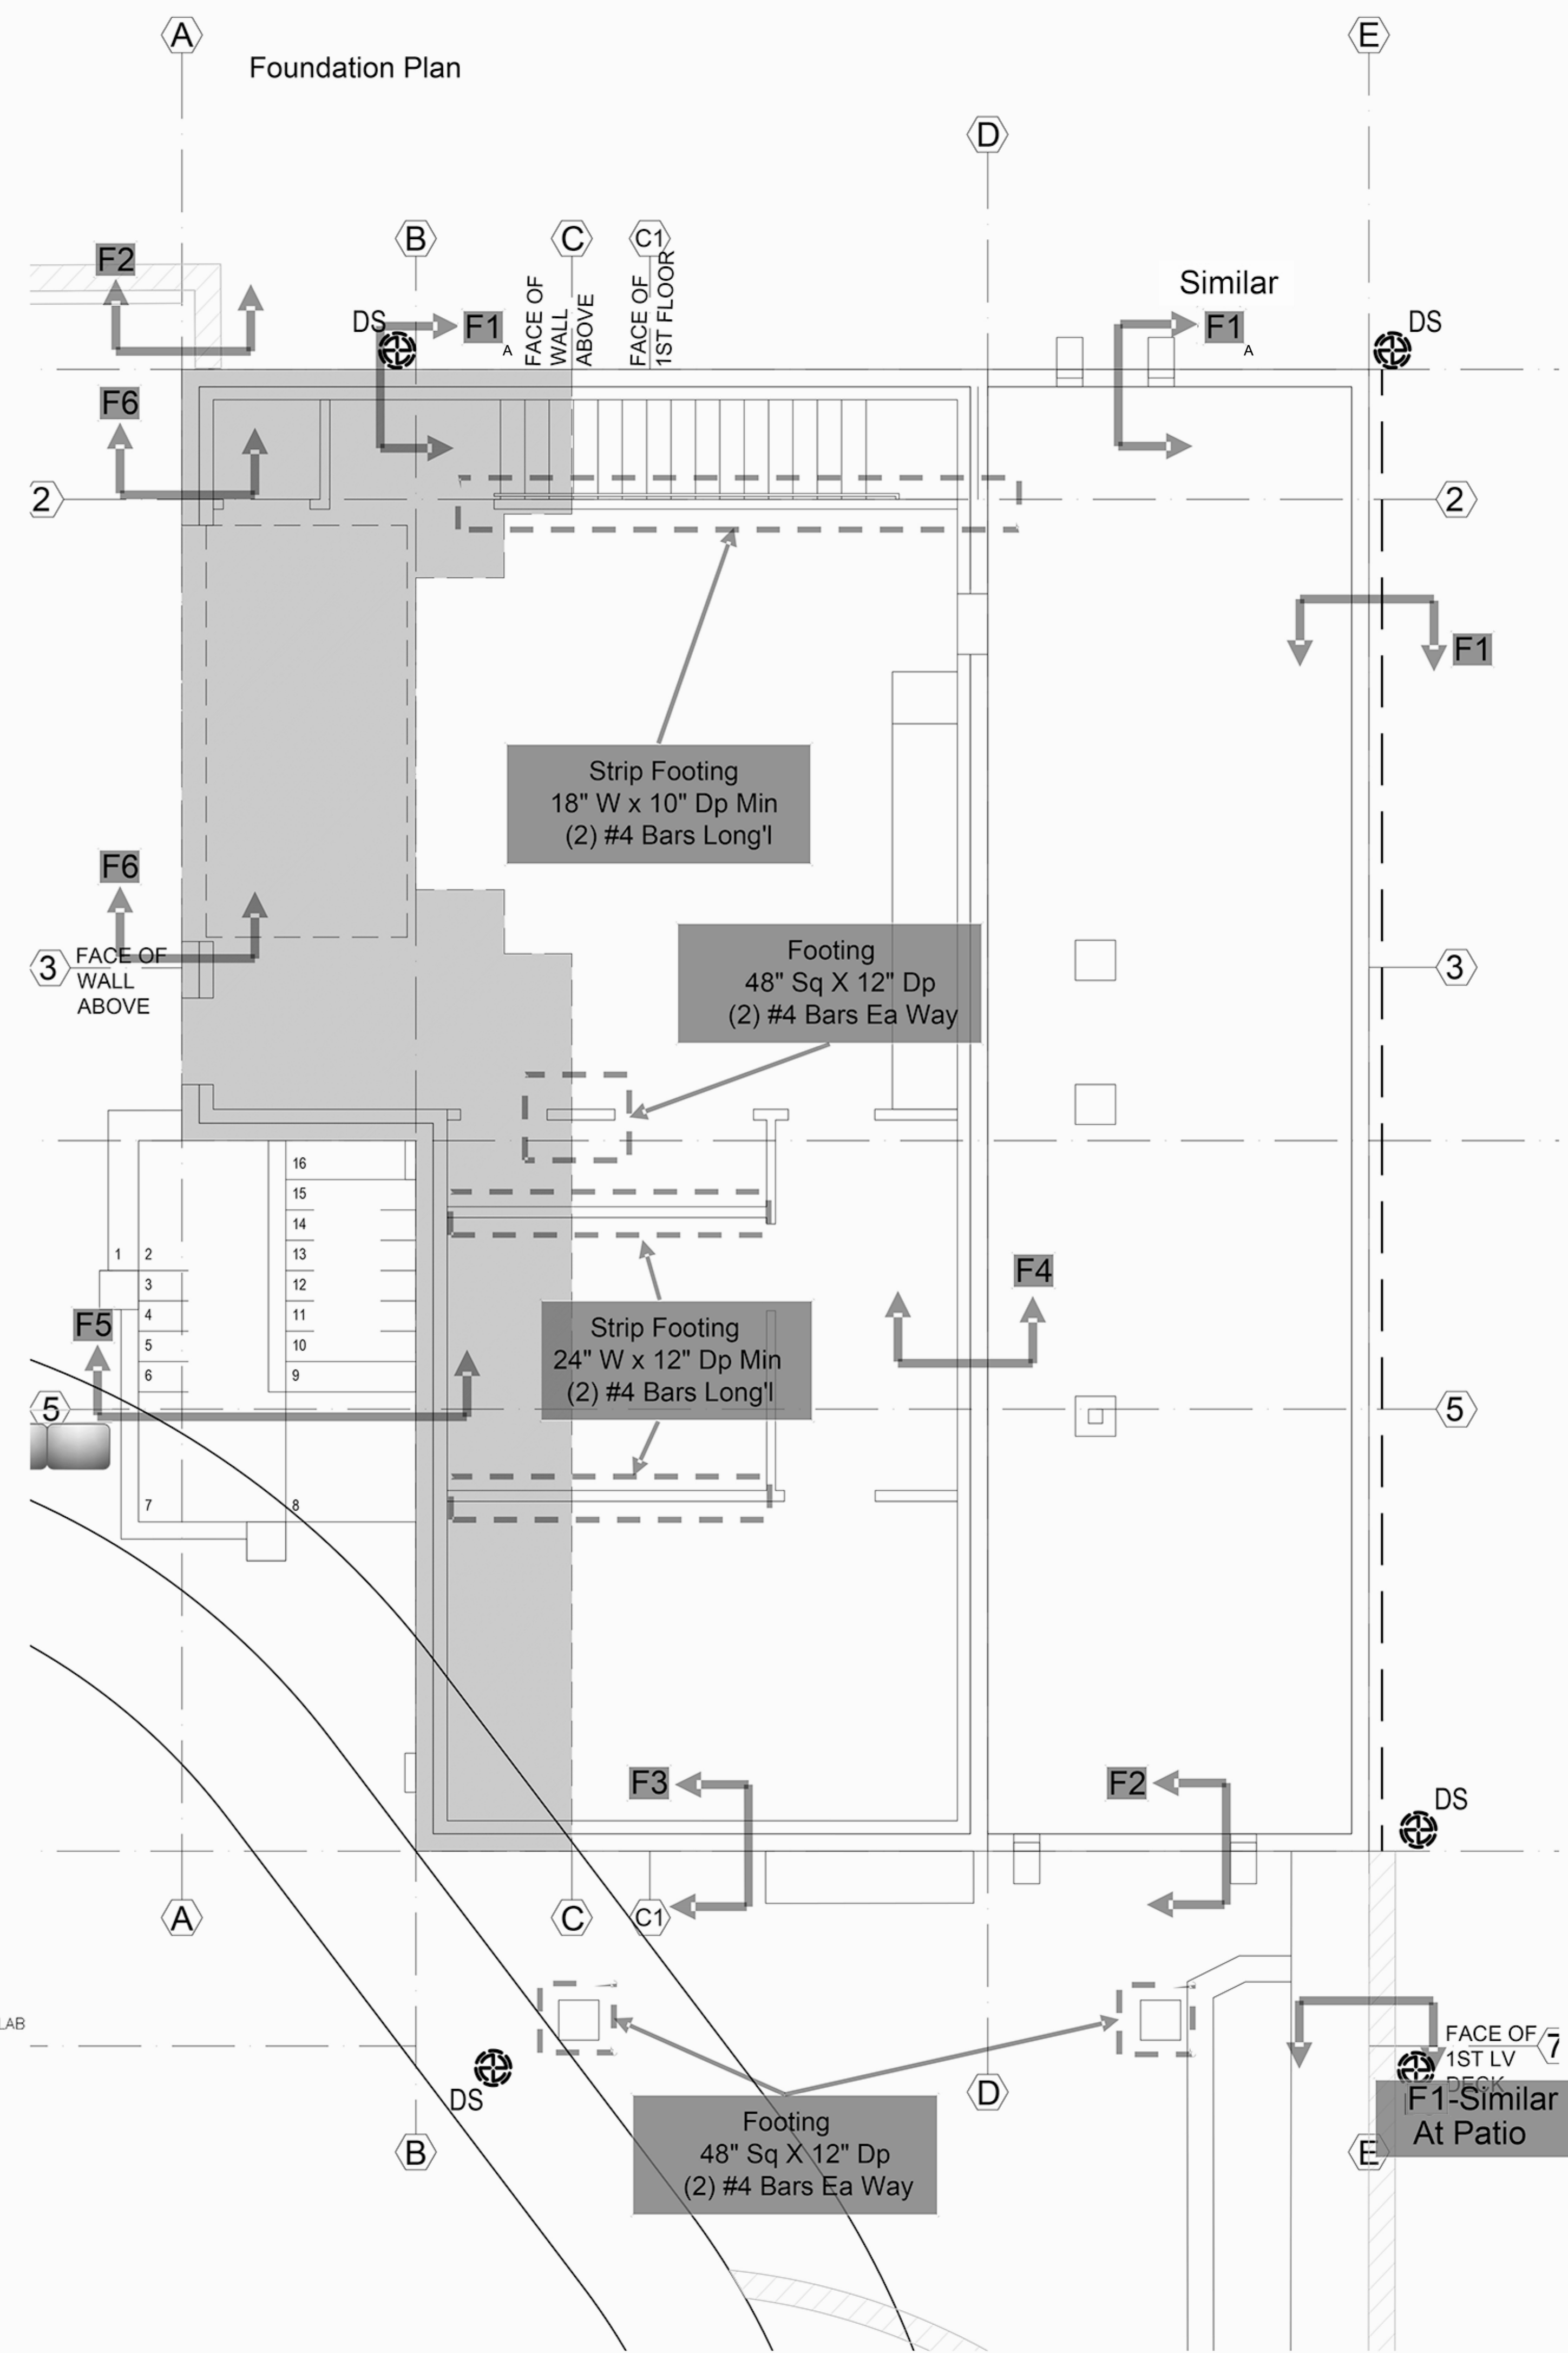 A
Foundation Plan
E
D
B
C
C1
F2
FACE OF
WALL
ABOVE
FACE OF
1ST FLOOR
Similar
DS
F1
A
F1
A
DS
F6
2
2
F1
Strip Footing
18" W x 10" Dp Min
(2) #4 Bars Long'l
F6
Footing
48" Sq X 12" Dp
(2) #4 Bars Ea Way
3
FACE OF
WALL
ABOVE
3
16
15
14
1
2
13
F4
3
12
F5
4
11
5
10
6
9
Strip Footing
24" W x 12" Dp Min
(2) #4 Bars Long'l
5
5
7
8
F3
F2
DS
A
C
C1
LAB
FACE OF
1ST LV
DECK
7
DS
D
F1-Similar
At Patio
B
E
Footing
48" Sq X 12" Dp
(2) #4 Bars Ea Way